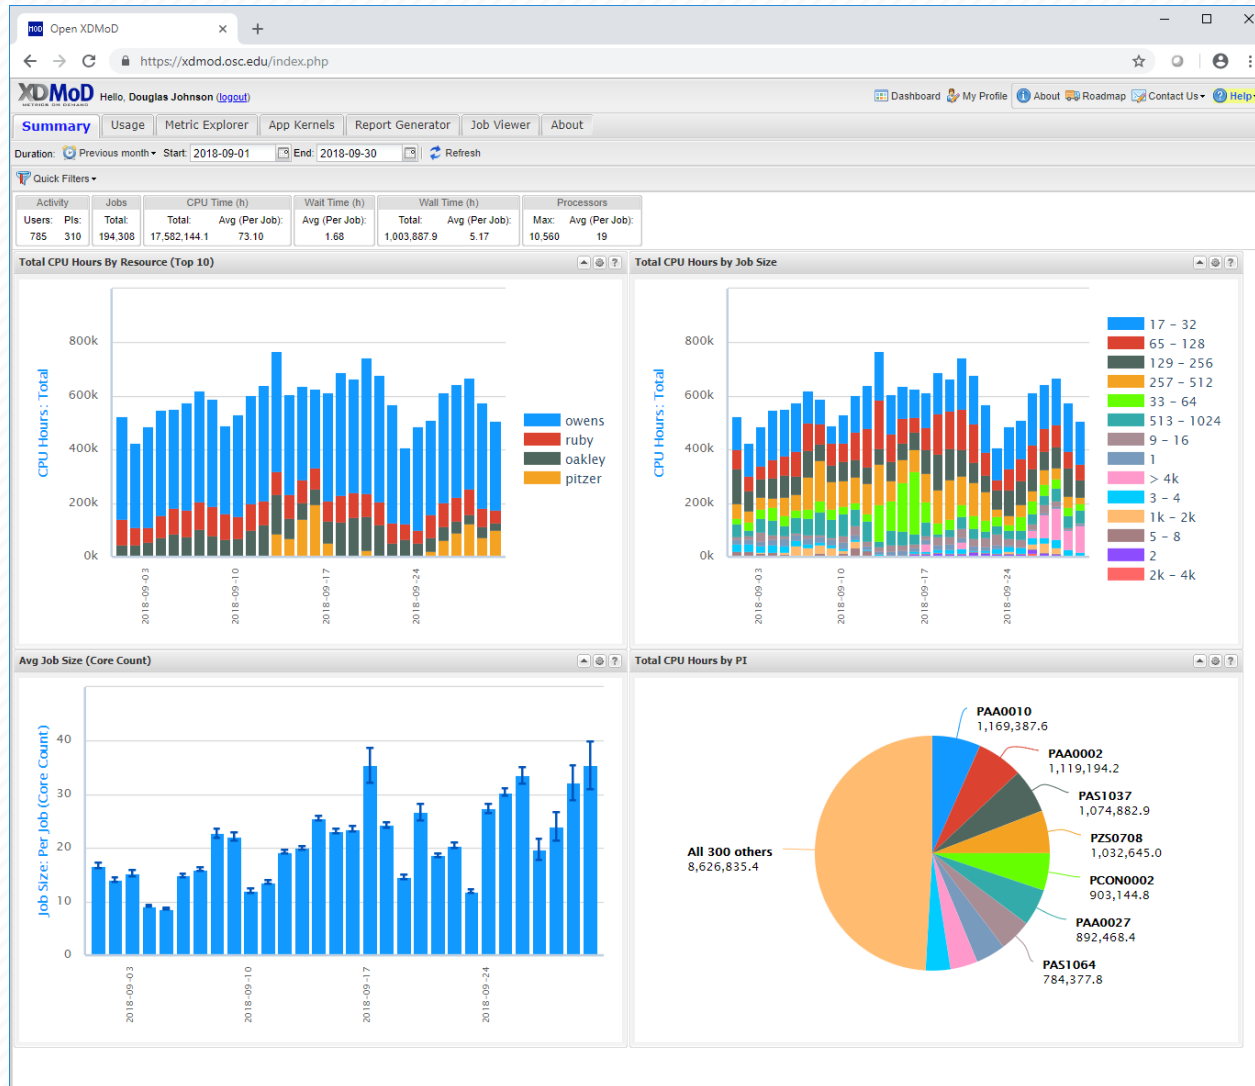 MOD Open XDMoD
https://xdmod.osc.edu/index.php
XDMoD METRICS ON DEMAND Hello, Douglas Johnson (logout) Dashboard My Profile About Roadmap Contact Us Help
Summary Usage Metric Explorer App Kernels Report Generator Job Viewer About
Duration: Previous month Start: 2018-09-01 End: 2018-09-30 Refresh
Quick Filters
Activity Jobs CPU Time (h) Wait Time (h) Wall Time (h) Processors
Users: PIs: Total: Total: Avg (Per Job): Avg (Per Job): Total: Avg (Per Job): Max: Avg (Per Job):
785 310 194,308 17,582,144.1 73.10 1.68 1,003,887.9 5.17 10,560 19
Total CPU Hours By Resource (Top 10)
CPU Hours: Total
800k
600k
400k
200k
0k
2018-09-03
2018-09-10
2018-09-17
2018-09-24
owens
ruby
oakley
pitzer
Total CPU Hours by Job Size
CPU Hours: Total
800k
600k
400k
200k
0k
2018-09-03
2018-09-10
2018-09-17
2018-09-24
17 - 32
65 - 128
129 - 256
257 - 512
33 - 64
513 - 1024
9 - 16
1
> 4k
3 - 4
1k - 2k
5 - 8
2
2k - 4k
Avg Job Size (Core Count)
Job Size: Per Job (Core Count)
40
30
20
10
0
2018-09-03
2018-09-10
2018-09-17
2018-09-24
Total CPU Hours by PI
PAA0010
1,169,387.6
PAA0002
1,119,194.2
PAS1037
1,074,882.9
PZS0708
1,032,645.0
PCON0002
903,144.8
PAA0027
892,468.4
PAS1064
784,377.8
All 300 others
8,626,835.4